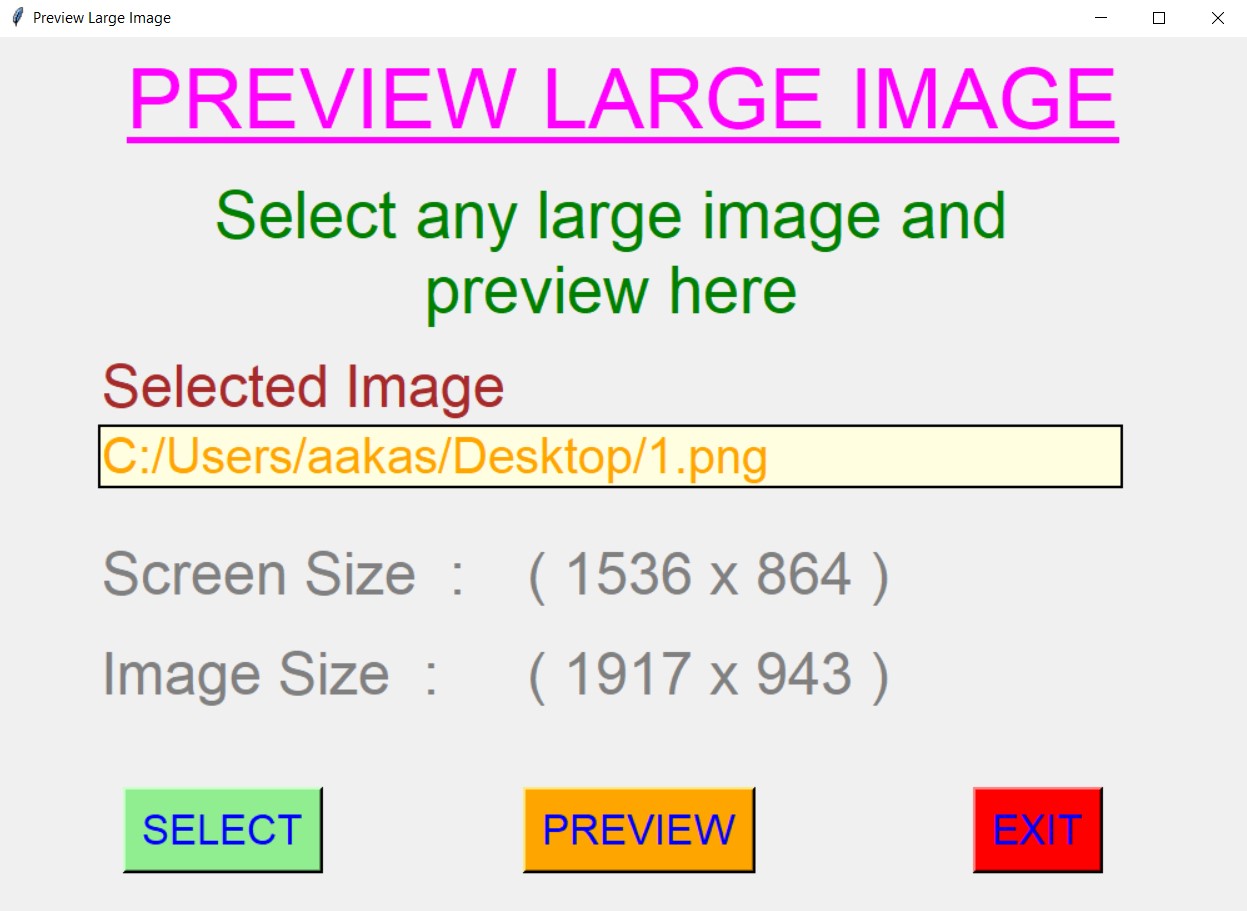 Preview Large Image
PREVIEW LARGE IMAGE
Select any large image and
preview here
Selected Image
C:/Users/aakas/Desktop/1.png
Screen Size : ( 1536 x 864 )
Image Size : ( 1917 x 943 )
SELECT PREVIEW EXIT